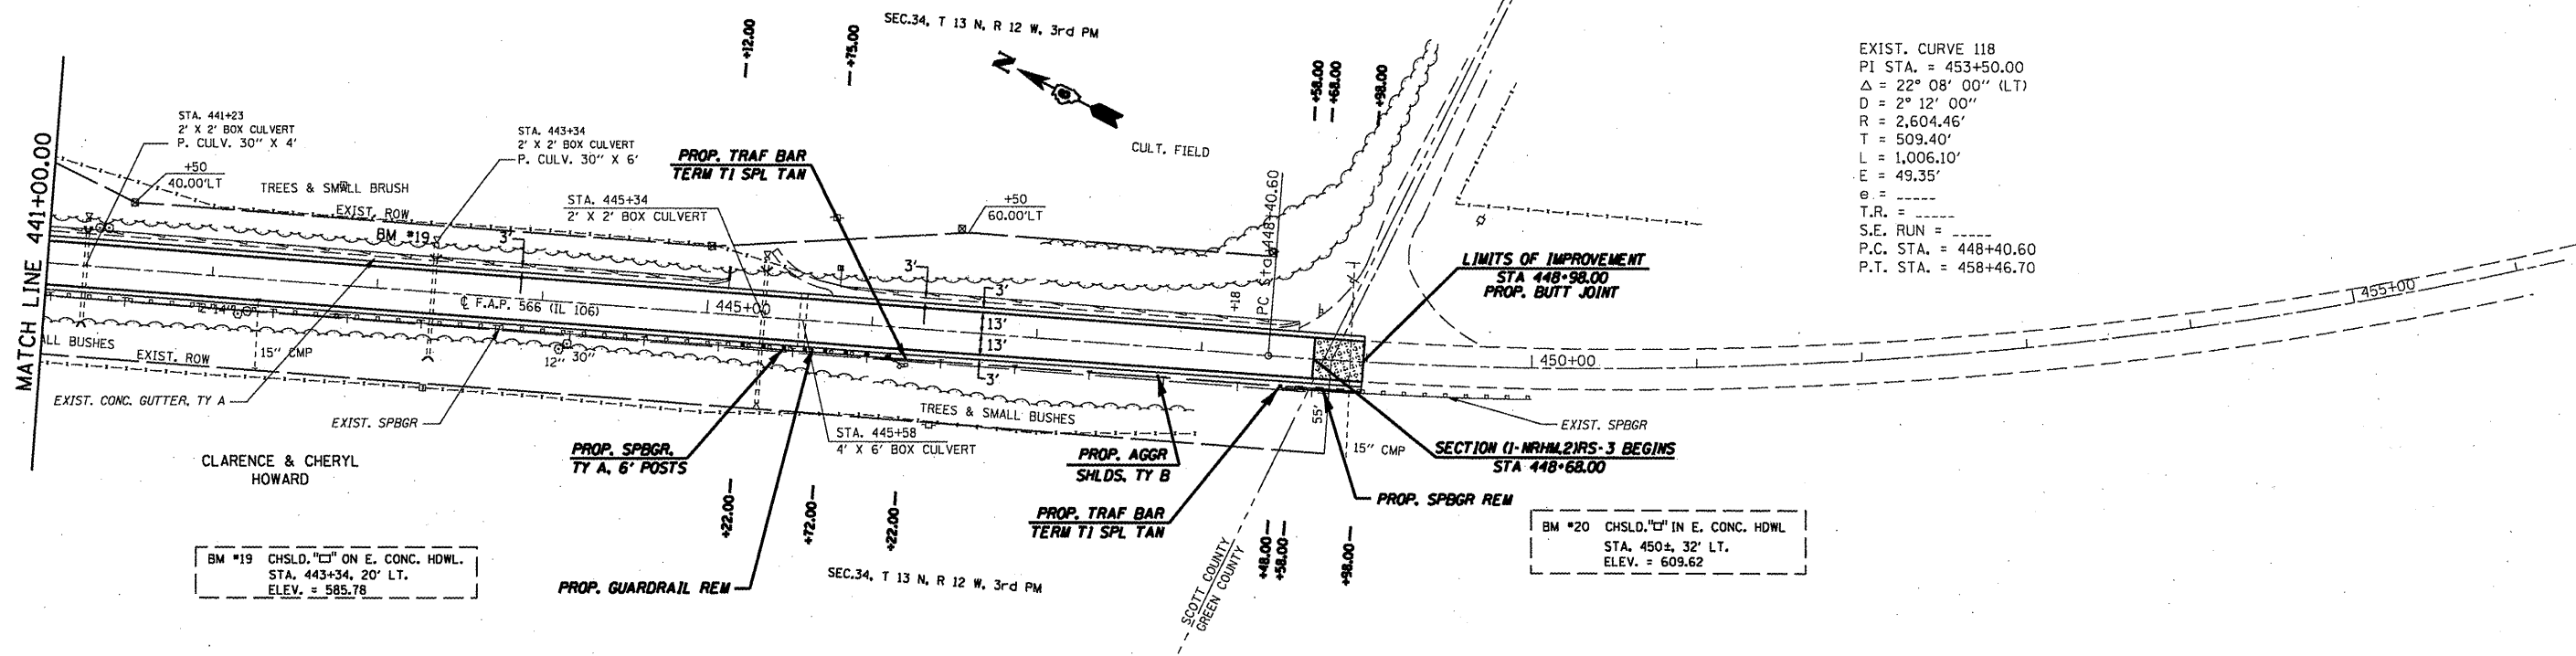 SEC.34, T 13 N, R 12 W, 3rd PM
+12.00
+75.00
N
+58.00
+68.00
+98.00
EXIST. CURVE 118
PI STA. = 453+50.00
Δ = 22° 08' 00" (LT)
D = 2° 12' 00"
R = 2,604.46'
T = 509.40'
L = 1,006.10'
E = 49.35'
e = _____
T.R. = _____
S.E. RUN = _____
P.C. STA. = 448+40.60
P.T. STA. = 458+46.70
MATCH LINE 441+00.00
STA. 441+23
2' X 2' BOX CULVERT
P. CULV. 30" X 4'
+50
40.00'LT
TREES & SMALL BRUSH
EXIST. ROW
STA. 443+34
2' X 2' BOX CULVERT
P. CULV. 30" X 6'
BM #19
3'
PROP. TRAF BAR
TERM T1 SPL TAN
STA. 445+34
2' X 2' BOX CULVERT
CULT. FIELD
+50
60.00'LT
3'
3'
13'
13'
3'
PC Sta 448+40.60
+18
LIMITS OF IMPROVEMENT
STA 448+98.00
PROP. BUTT JOINT
℄ F.A.P. 566 (IL 106)
445+00
450+00
455+00
2-14"
ALL BUSHES
EXIST. ROW
15" CMP
12"
30"
EXIST. CONC. GUTTER, TY A
EXIST. SPBGR
CLARENCE & CHERYL
HOWARD
PROP. SPBGR,
TY A, 6' POSTS
STA. 445+58
4' X 6' BOX CULVERT
TREES & SMALL BUSHES
PROP. AGGR
SHLDS, TY B
PROP. TRAF BAR
TERM T1 SPL TAN
55'
15" CMP
EXIST. SPBGR
SECTION (1-NRHM,2)RS-3 BEGINS
STA 448+68.00
PROP. SPBGR REM
+22.00
+72.00
+22.00
+48.00
+58.00
+98.00
PROP. GUARDRAIL REM
SEC.34, T 13 N, R 12 W, 3rd PM
SCOTT COUNTY
GREEN COUNTY
BM #19 CHSLD."□" ON E. CONC. HDWL.
STA. 443+34, 20' LT.
ELEV. = 585.78
BM #20 CHSLD."□" IN E. CONC. HDWL
STA. 450±, 32' LT.
ELEV. = 609.62